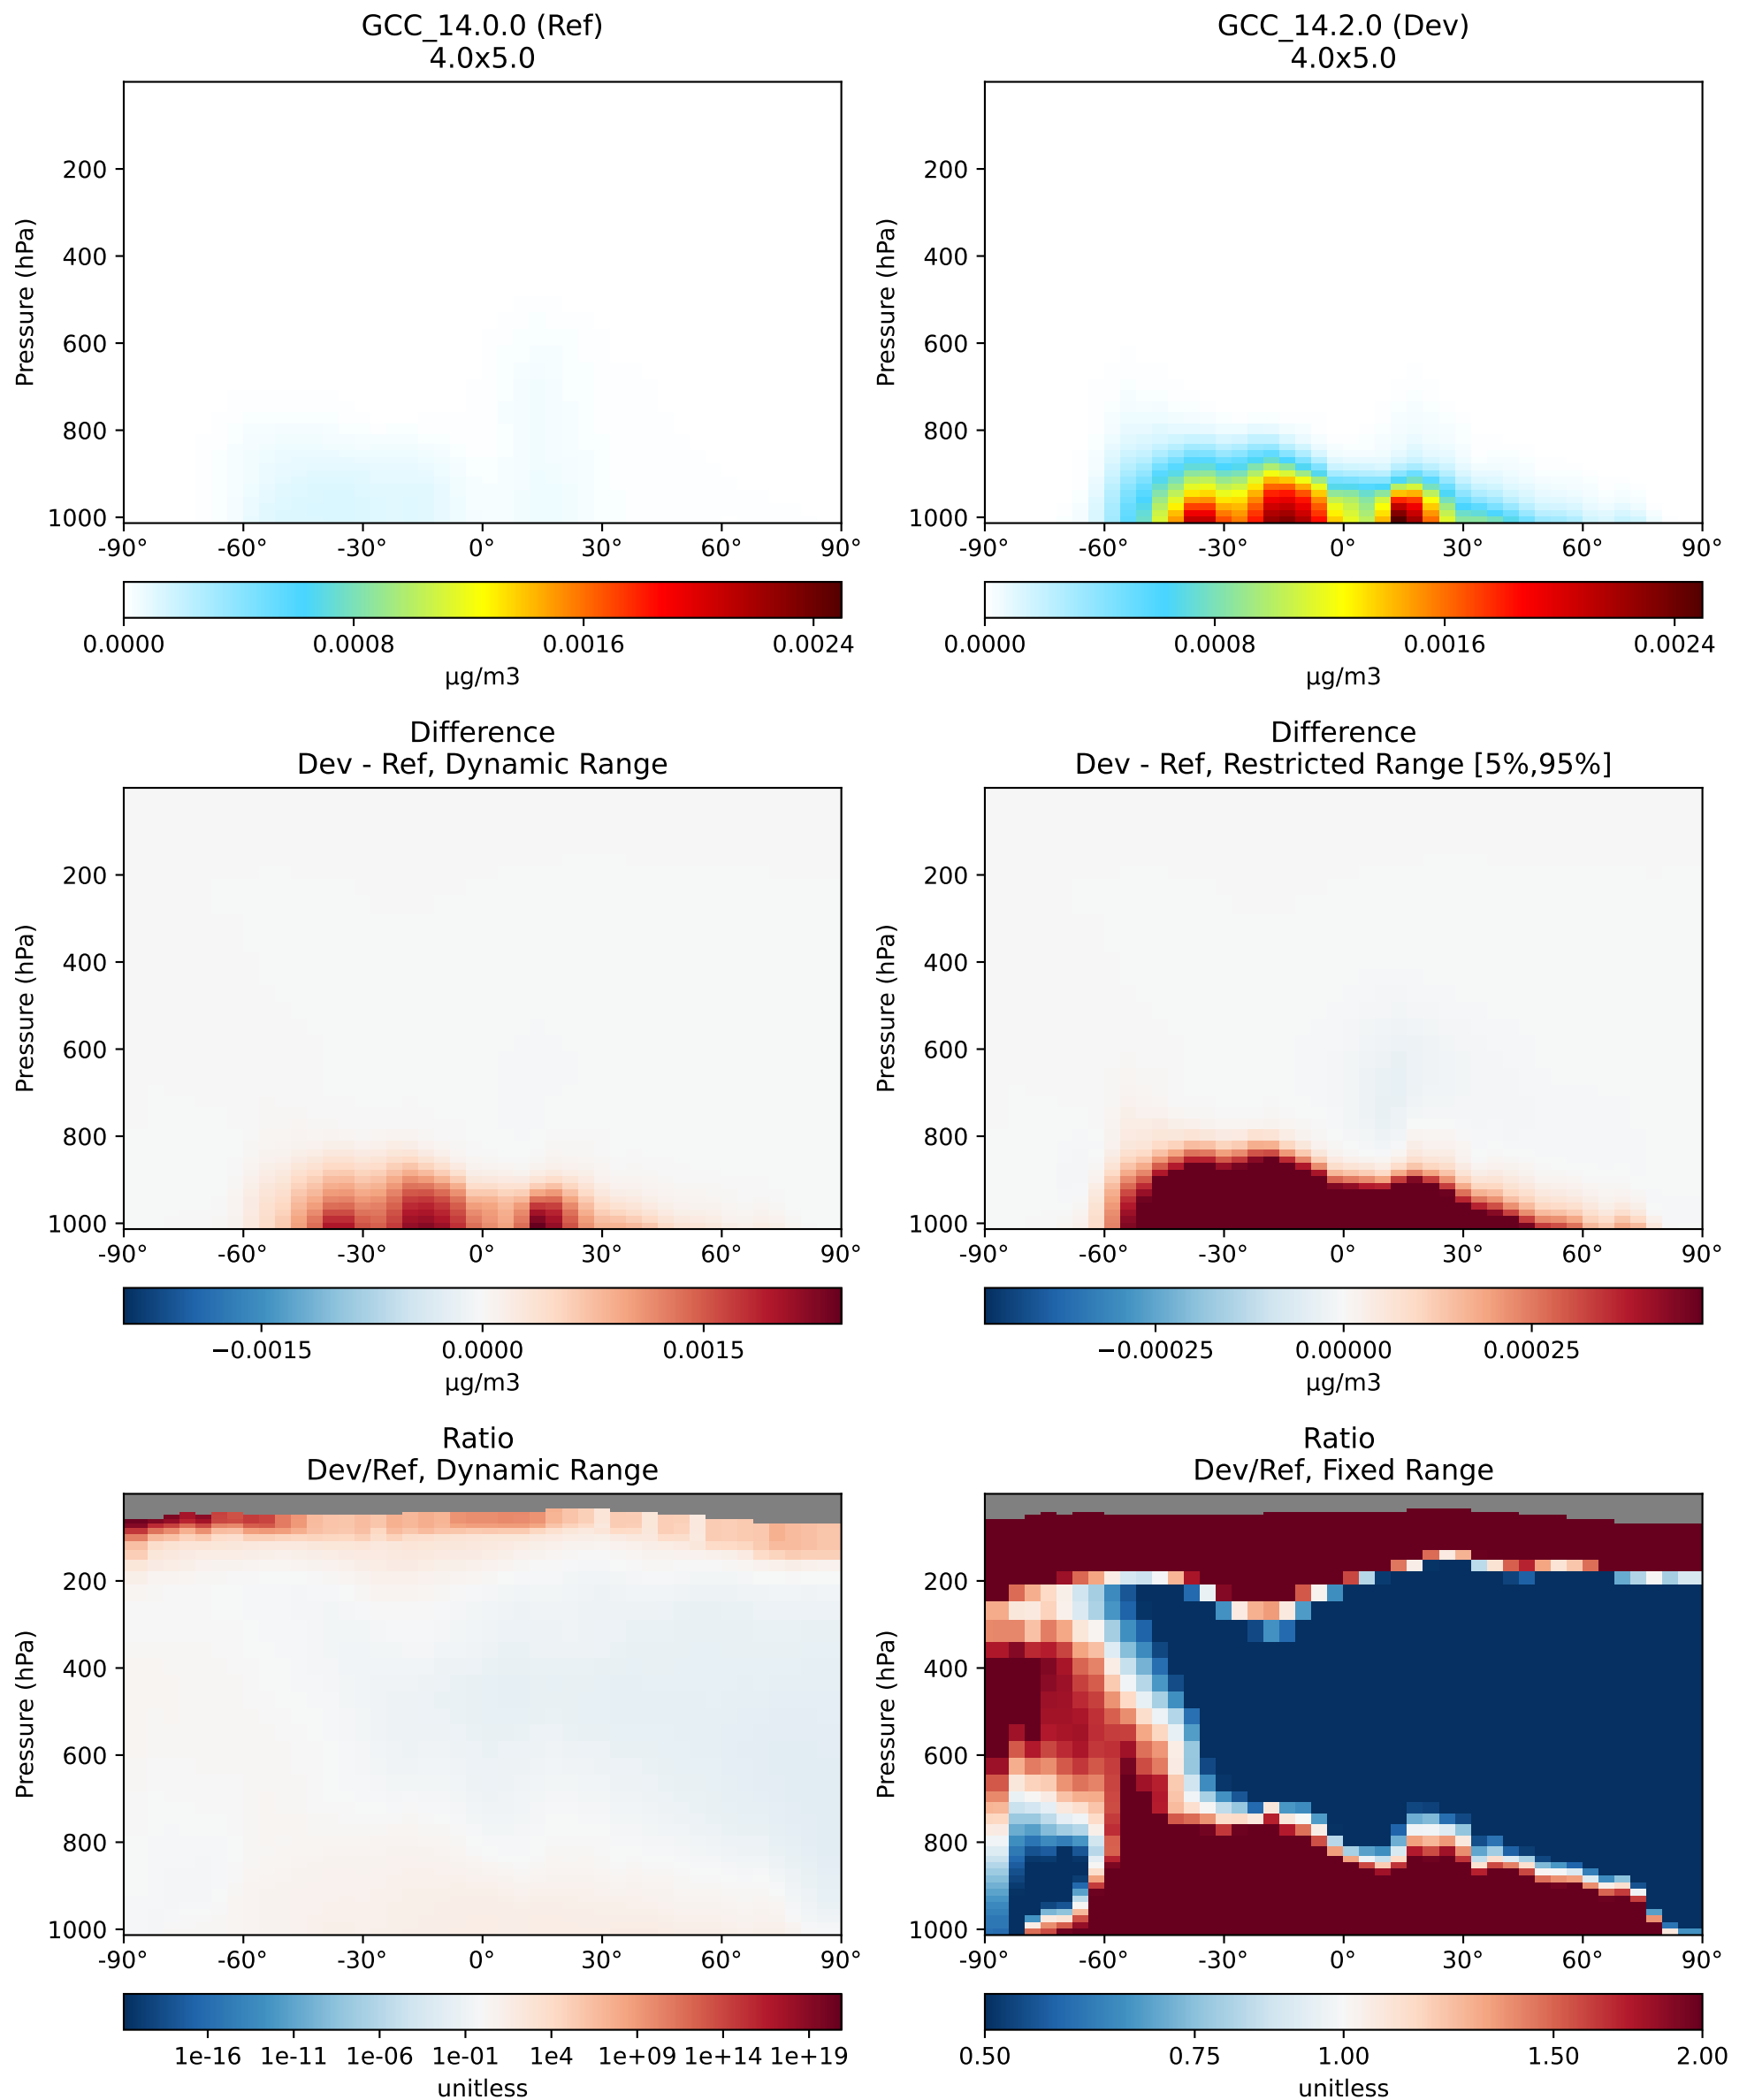 GCC_14.0.0 (Ref)
4.0x5.0
Pressure (hPa)
200
400
600
800
1000
-90° -60° -30° 0° 30° 60° 90°
0.0000 0.0008 0.0016 0.0024
µg/m3
GCC_14.2.0 (Dev)
4.0x5.0
Pressure (hPa)
200
400
600
800
1000
-90° -60° -30° 0° 30° 60° 90°
0.0000 0.0008 0.0016 0.0024
µg/m3
Difference
Dev - Ref, Dynamic Range
Pressure (hPa)
200
400
600
800
1000
-90° -60° -30° 0° 30° 60° 90°
−0.0015 0.0000 0.0015
µg/m3
Difference
Dev - Ref, Restricted Range [5%,95%]
Pressure (hPa)
200
400
600
800
1000
-90° -60° -30° 0° 30° 60° 90°
−0.00025 0.00000 0.00025
µg/m3
Ratio
Dev/Ref, Dynamic Range
Pressure (hPa)
200
400
600
800
1000
-90° -60° -30° 0° 30° 60° 90°
1e-16 1e-11 1e-06 1e-01 1e4 1e+09 1e+14 1e+19
unitless
Ratio
Dev/Ref, Fixed Range
Pressure (hPa)
200
400
600
800
1000
-90° -60° -30° 0° 30° 60° 90°
0.50 0.75 1.00 1.50 2.00
unitless